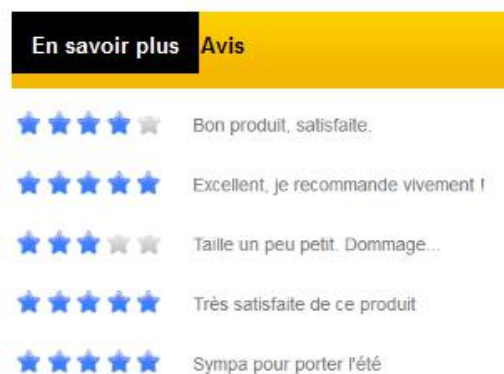 En savoir plus Avis
Bon produit, satisfaite.
Excellent, je recommande vivement !
Taille un peu petit. Dommage...
Très satisfaite de ce produit
Sympa pour porter l'été